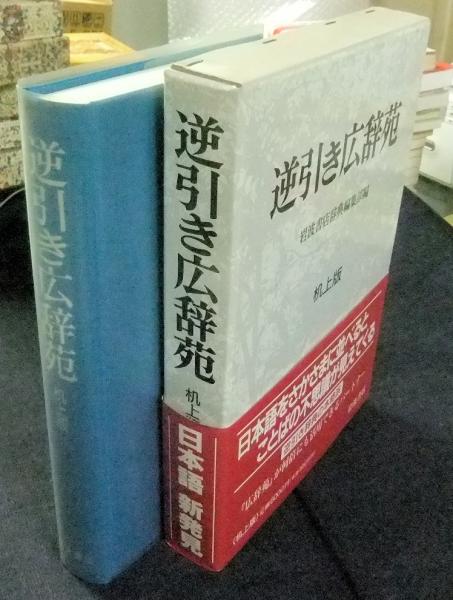 逆引き広辞苑
机上版
逆引き広辞苑
机上版
日本語 新発見
逆引き広辞苑
岩波書店辞典編集部編
机上版
日本語をさかさまに並べると
ことばの不思議が見えてくる